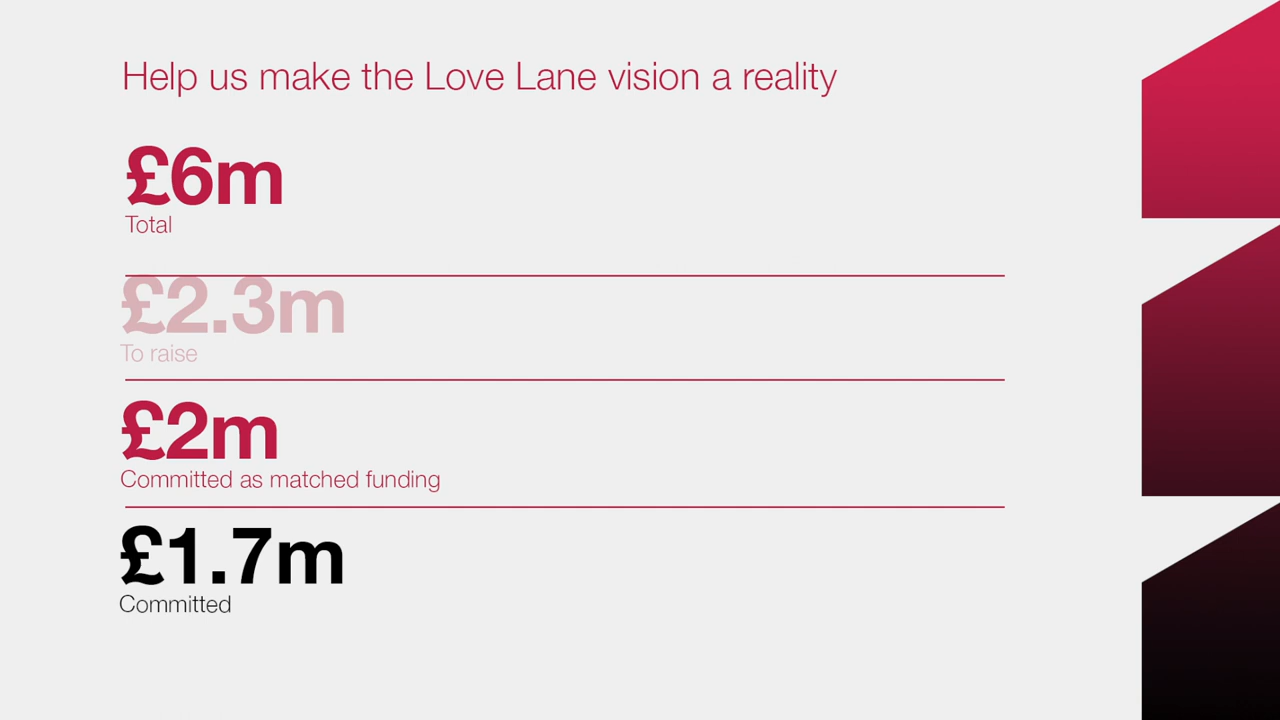 Help us make the Love Lane vision a reality
£6m
Total
£2.3m
To raise
£2m
Committed as matched funding
£1.7m
Committed